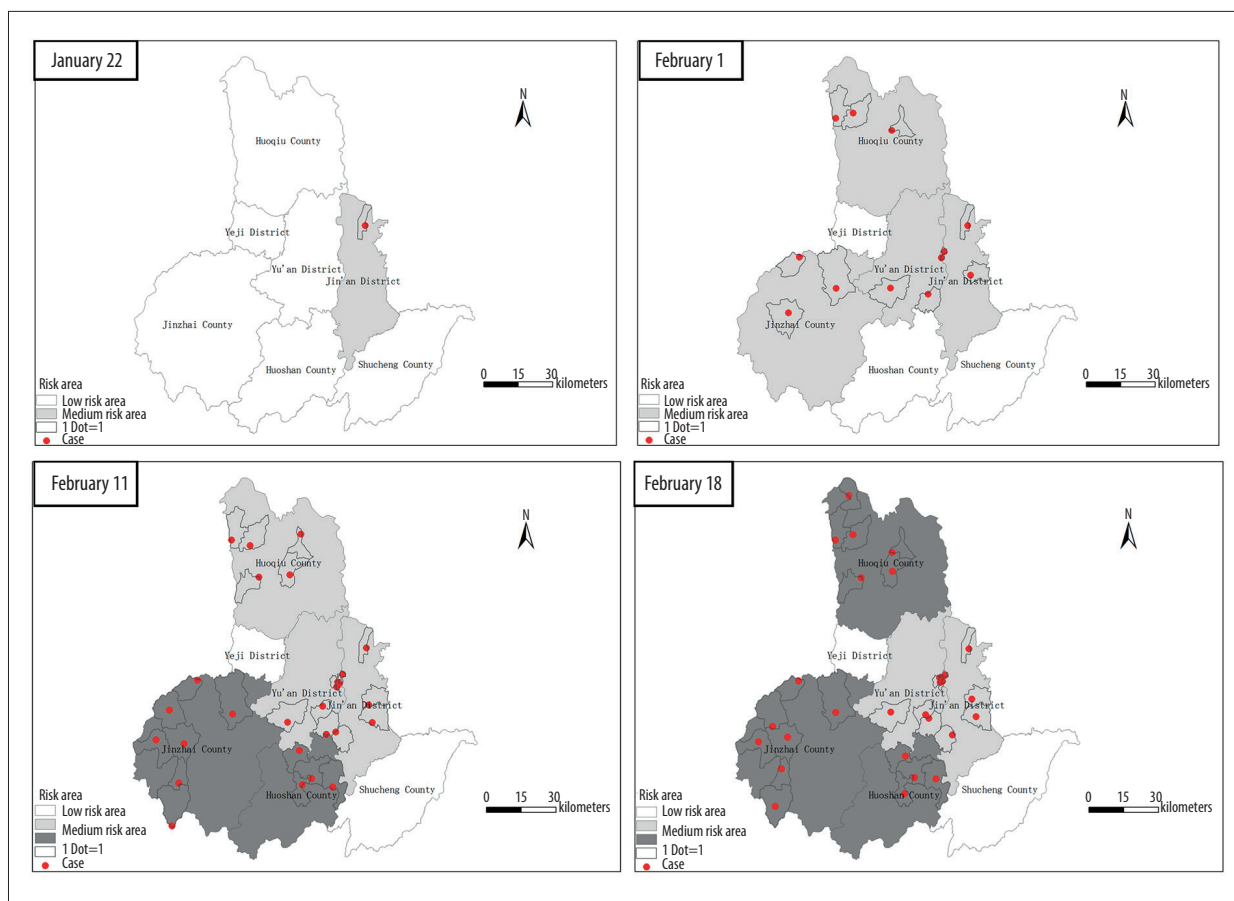 January 22
N
Huoqiu County
Yeji District
Yu'an District
Jin'an District
Jinzhai County
Huoshan County
Shucheng County
0 15 30
kilometers
Risk area
Low risk area
Medium risk area
1 Dot=1
Case
February 1
N
Huoqiu County
Yeji District
Yu'an District
Jin'an District
Jinzhai County
Huoshan County
Shucheng County
0 15 30
kilometers
Risk area
Low risk area
Medium risk area
1 Dot=1
Case
February 11
N
Huoqiu County
Yeji District
Yu'an District
Jin'an District
Jinzhai County
Huoshan County
Shucheng County
0 15 30
kilometers
Risk area
Low risk area
Medium risk area
1 Dot=1
Case
February 18
N
Huoqiu County
Yeji District
Yu'an District
Jin'an District
Jinzhai County
Huoshan County
Shucheng County
0 15 30
kilometers
Risk area
Low risk area
Medium risk area
1 Dot=1
Case